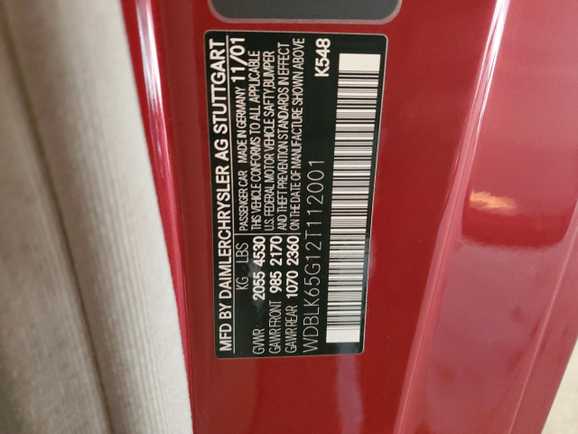 MFD BY DAIMLERCHRYSLER AG STUTTGART
PASSENGER CAR MADE IN GERMANY 11/01
KG LBS THIS VEHICLE CONFORMS TO ALL APPLICABLE
GVWR 2055 4530 U.S. FEDERAL MOTOR VEHICLE SAFTY,BUMPER
GAWR FRONT 985 2170 AND THEFT PREVENTION STANDARDS IN EFFECT
GAWR REAR 1070 2360 ON THE DATE OF MANUFACTURE SHOWN ABOVE
WDBLK65G12T112001 K548